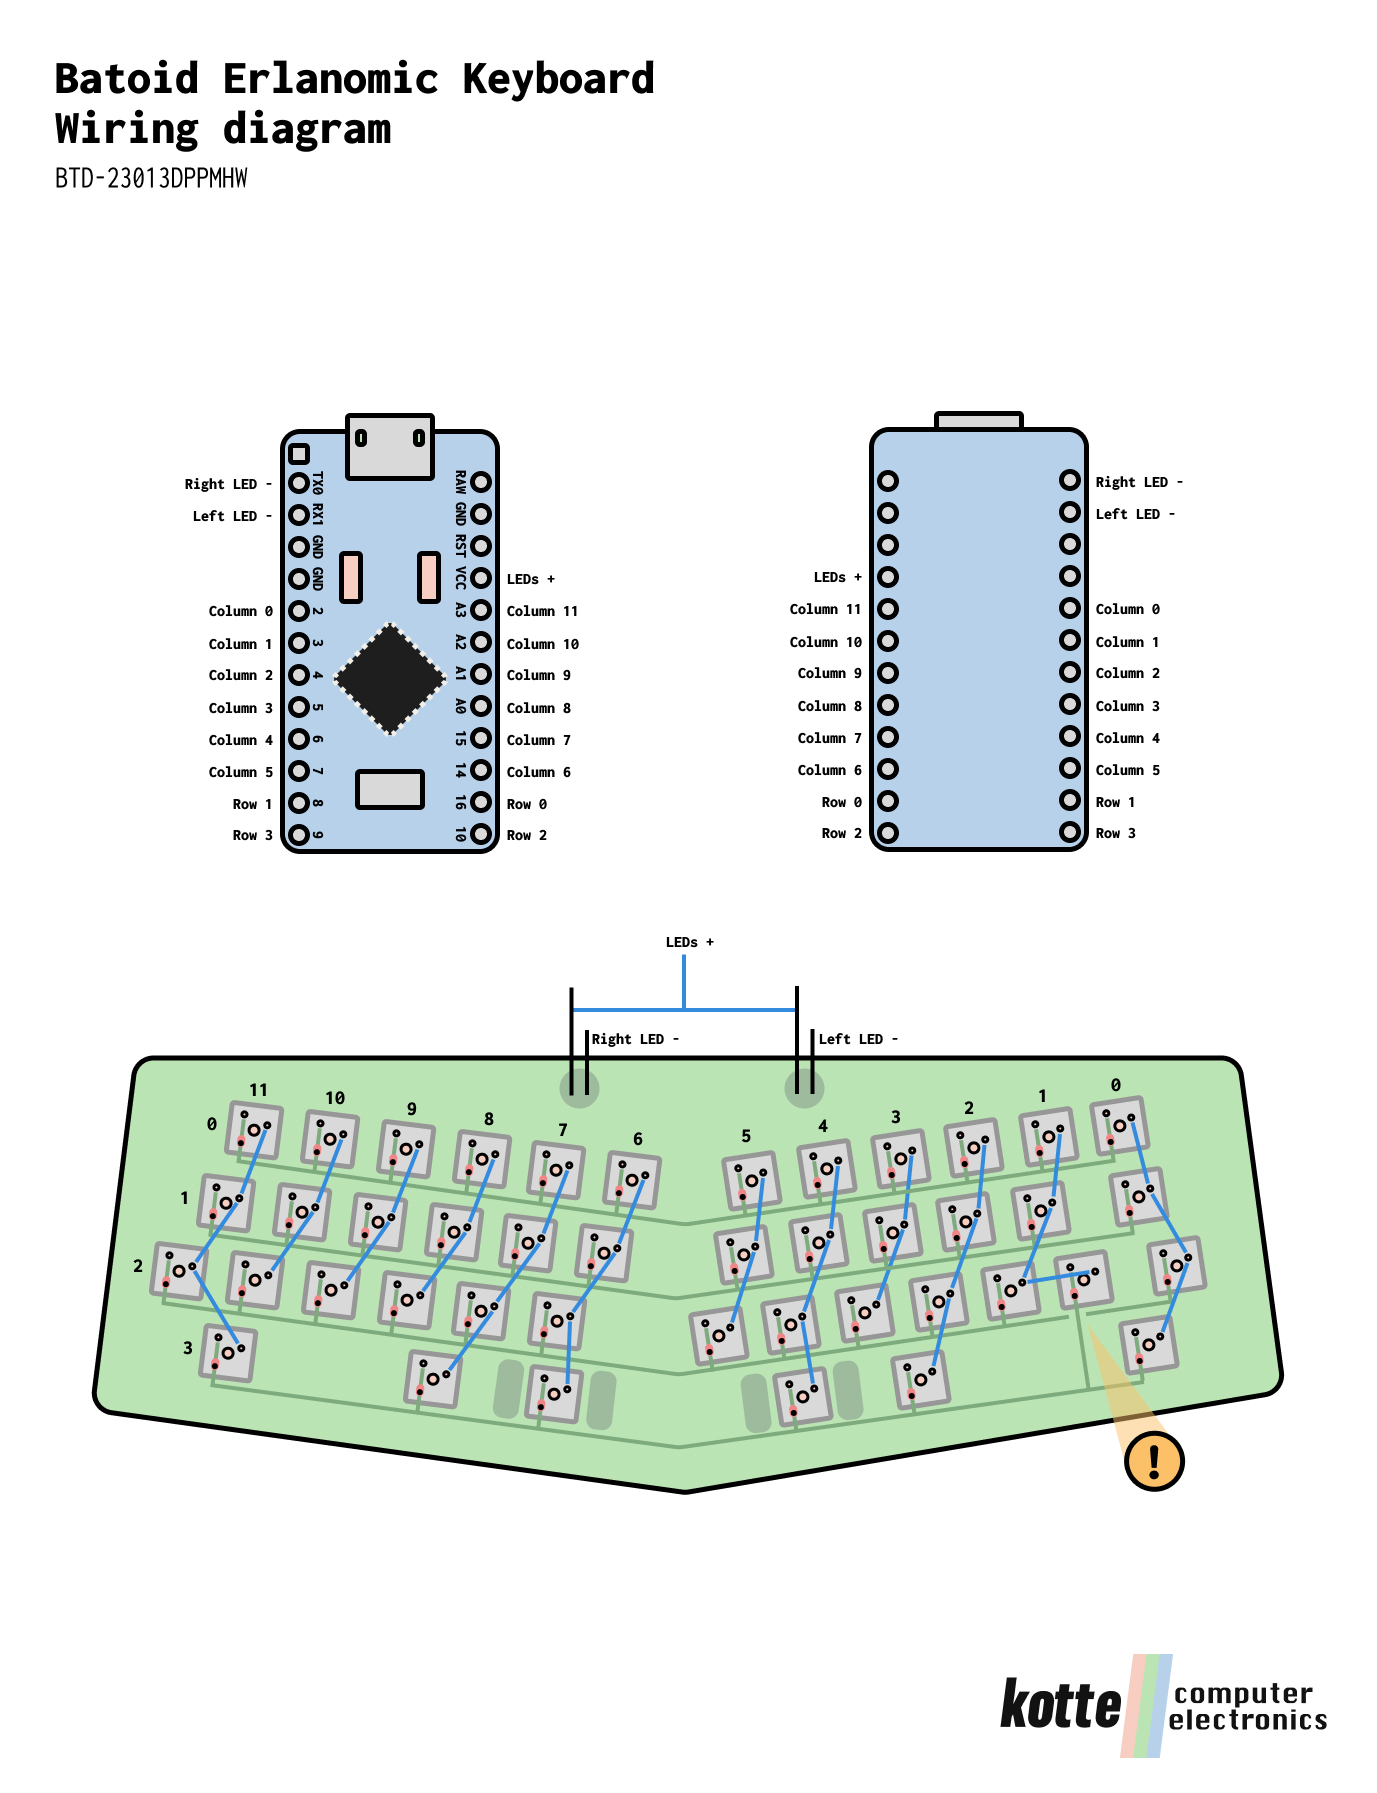 Batoid Erlanomic Keyboard
Wiring diagram
BTD-23013DPPMHW
Right LED -
Left LED -
Column 0
Column 1
Column 2
Column 3
Column 4
Column 5
Row 1
Row 3
TX0
RX1
GND
GND
2
3
4
5
6
7
8
9
RAW
GND
RST
VCC
A3
A2
A1
A0
15
14
16
10
LEDs +
Column 11
Column 10
Column 9
Column 8
Column 7
Column 6
Row 0
Row 2
LEDs +
Column 11
Column 10
Column 9
Column 8
Column 7
Column 6
Row 0
Row 2
Right LED -
Left LED -
Column 0
Column 1
Column 2
Column 3
Column 4
Column 5
Row 1
Row 3
LEDs +
Right LED -
Left LED -
11 10 9 8 7 6 5 4 3 2 1 0
0
1
2
3
!
kotte computer
electronics